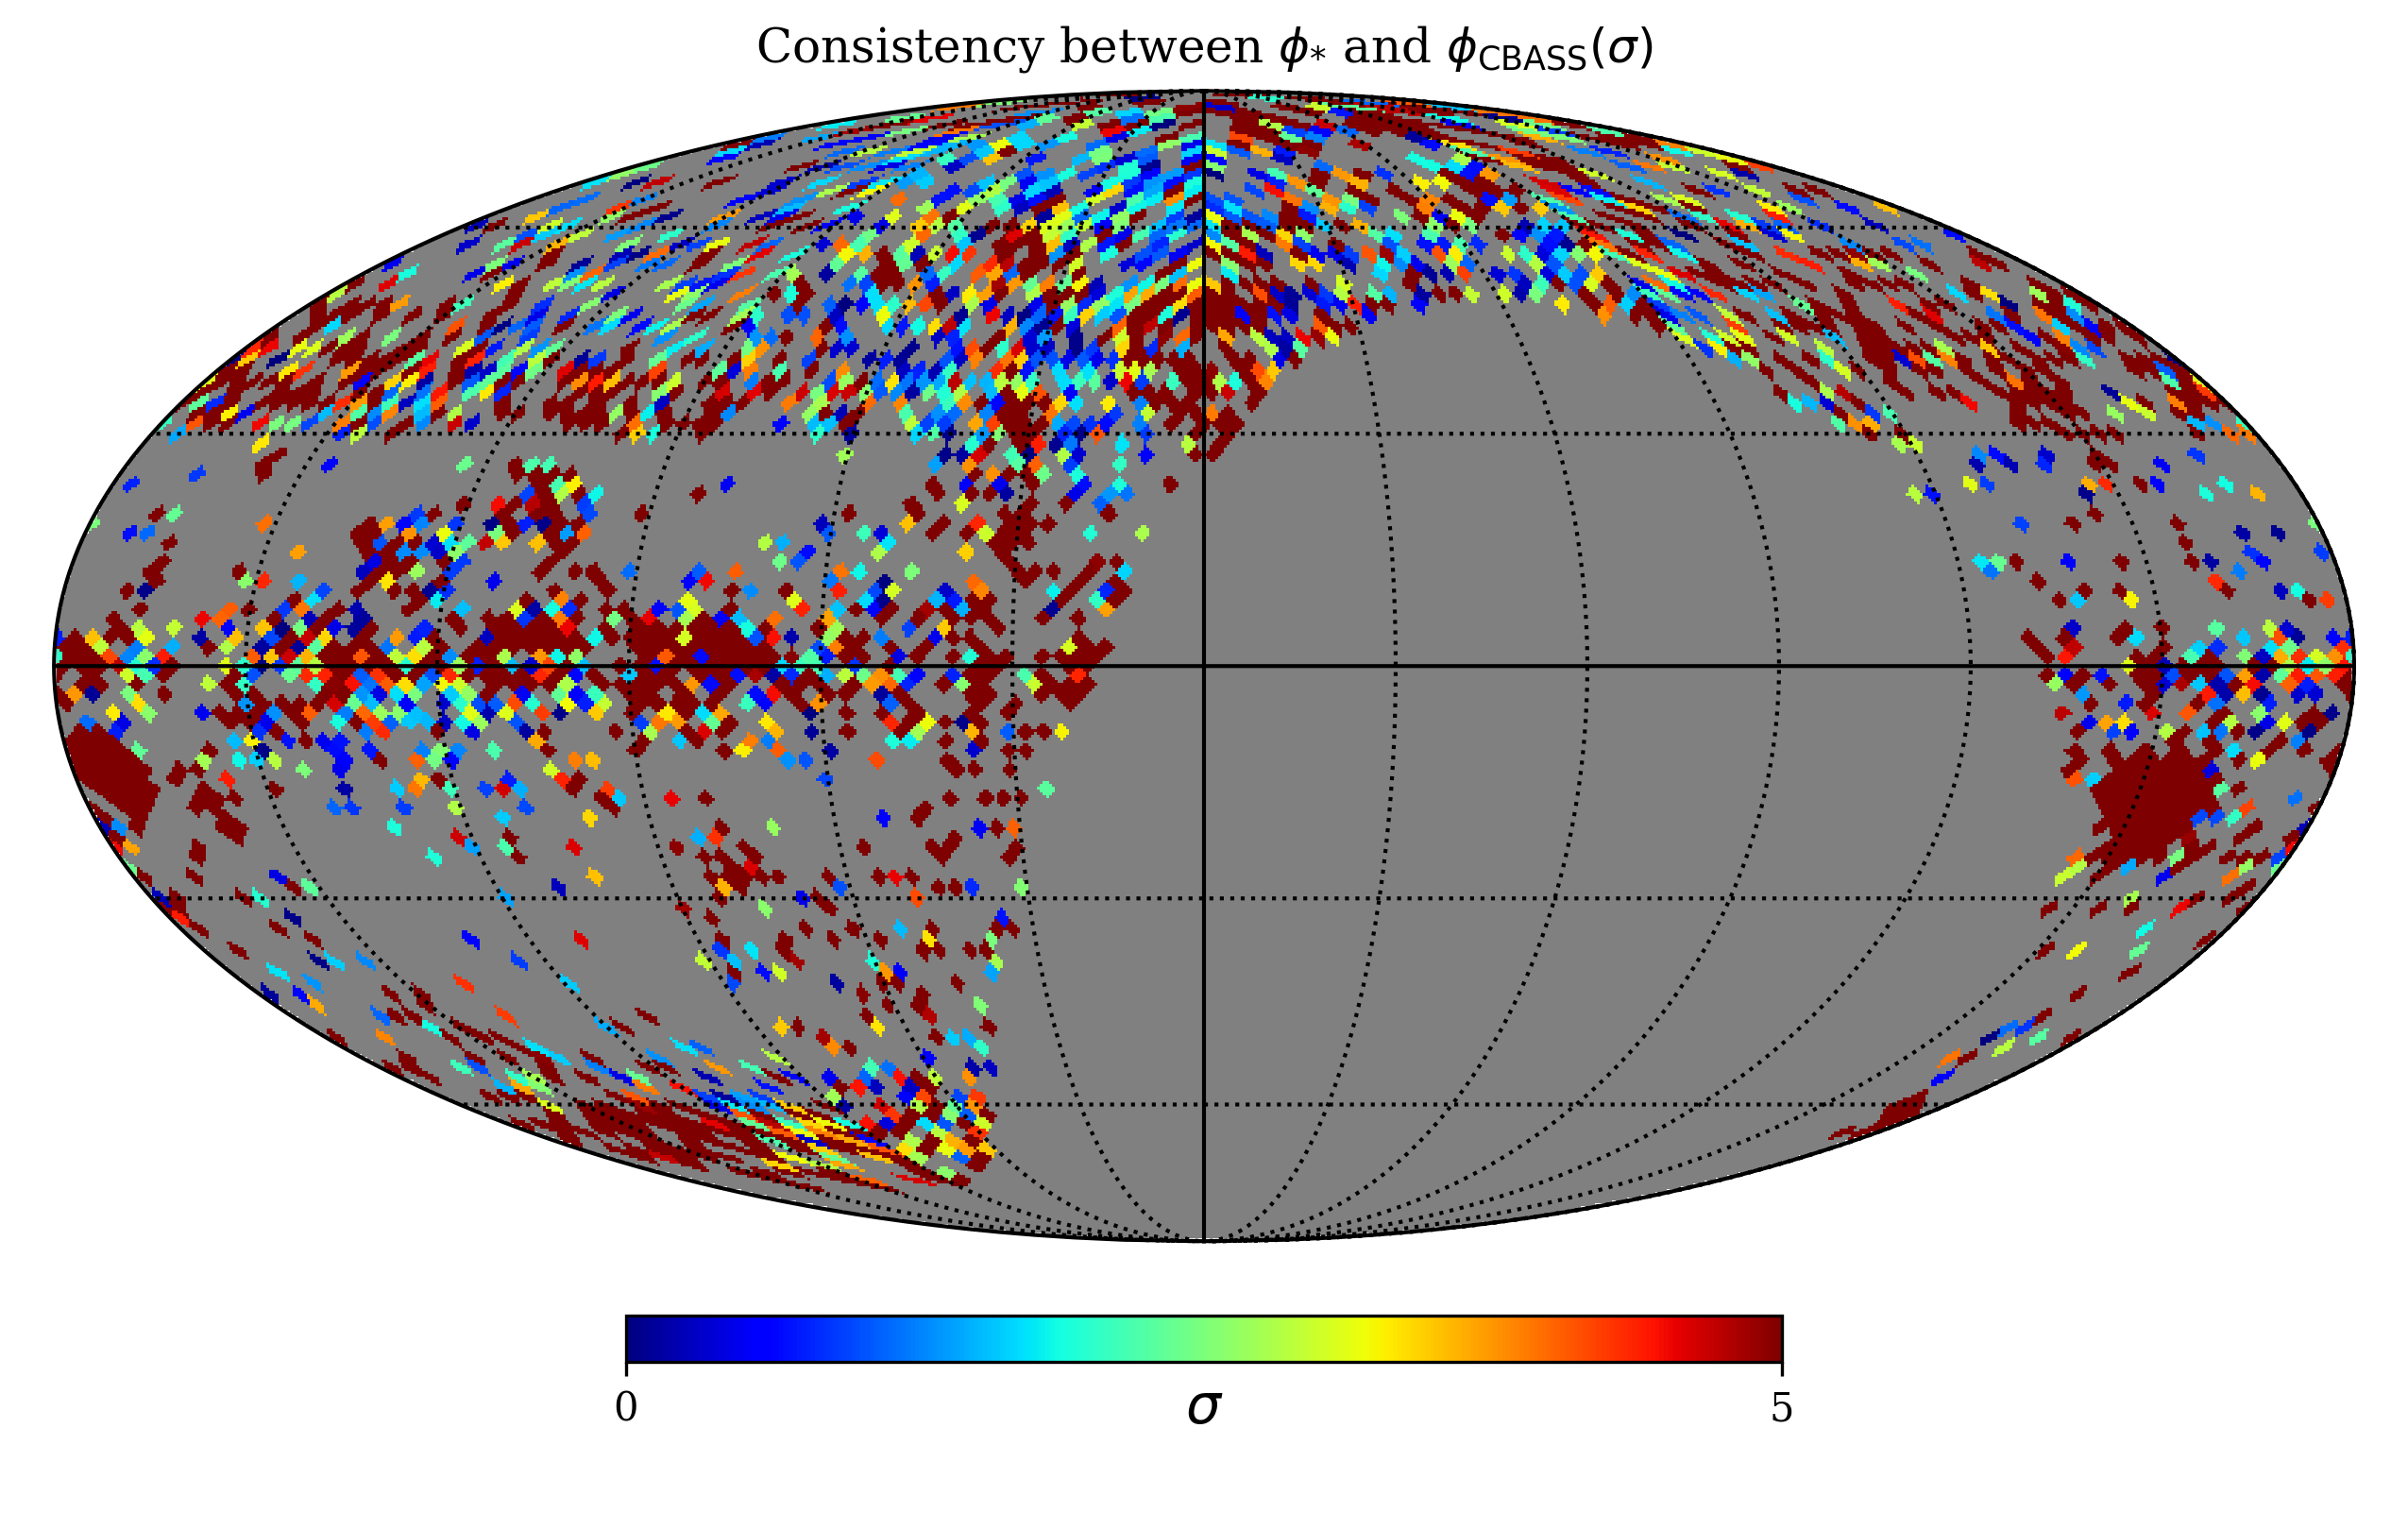 Consistency between ϕ* and ϕCBASS(σ)
0 σ 5